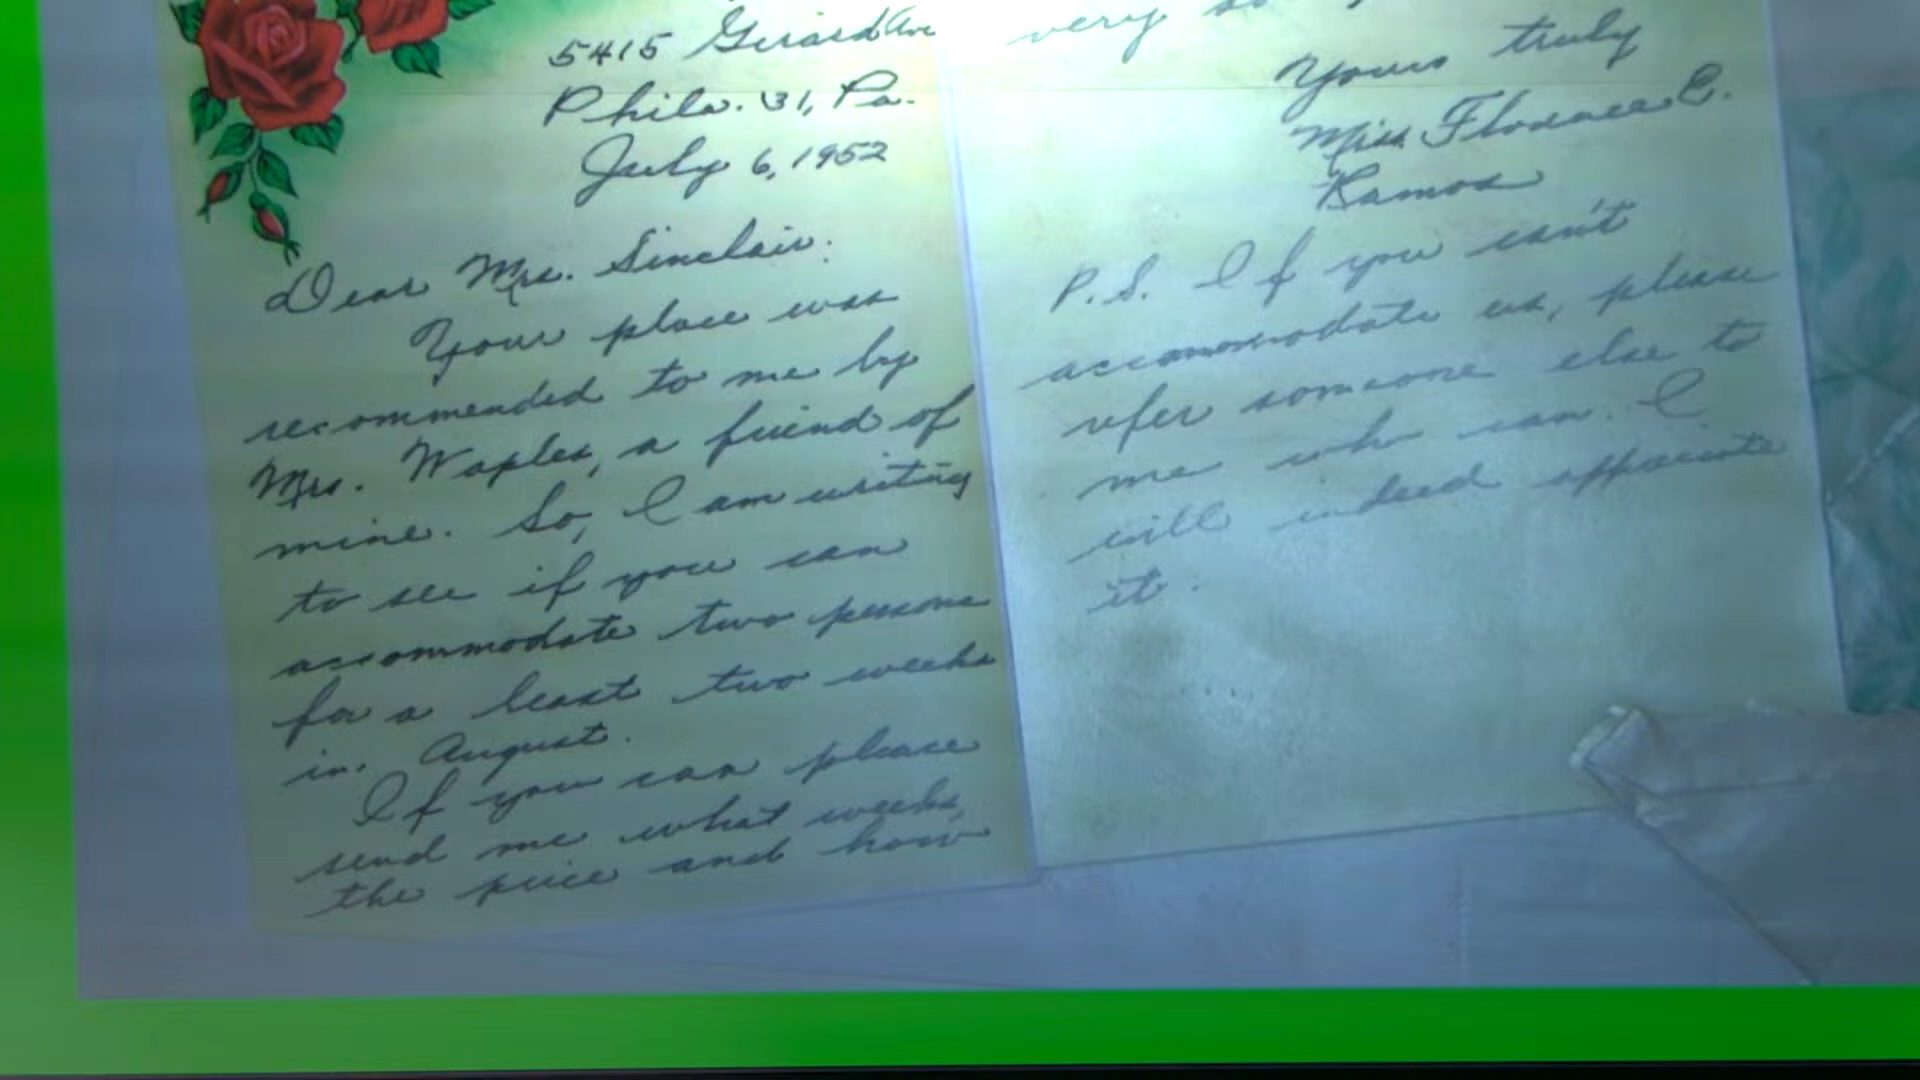 5415 Girard Ave
Phila. 31, Pa.
July 6, 1952
Dear Mrs. Sinclair:
Your place was
recommended to me by
Mrs. Waples, a friend of
mine. So, I am writing
to see if you can
accommodate two persons
for a least two weeks
in. August.
If you can please
send me what weeks,
the price and how
very
Yours truly
Miss Florence E.
Ramos
P.S. If you can't
accommodate us, please
refer someone else to
me who can. I
will indeed appreciate
it.